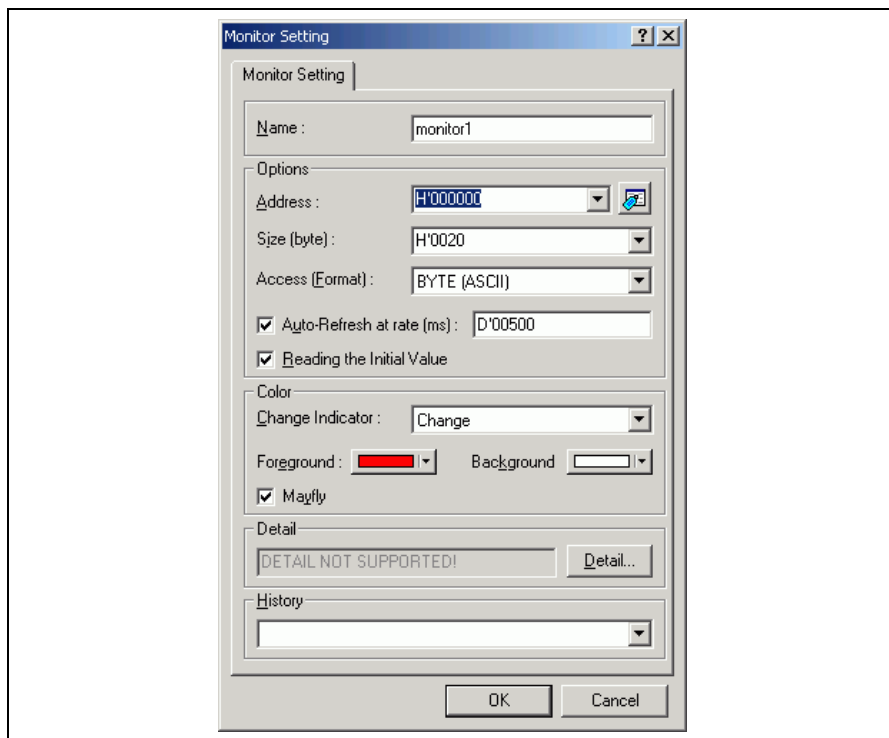 Monitor Setting
Monitor Setting
Name : monitor1
Options
Address : H'000000
Size (byte) : H'0020
Access (Format) : BYTE (ASCII)
Auto-Refresh at rate (ms) : D'00500
Reading the Initial Value
Color
Change Indicator : Change
Foreground : Background
Mayfly
Detail
DETAIL NOT SUPPORTED! Detail...
History
OK Cancel